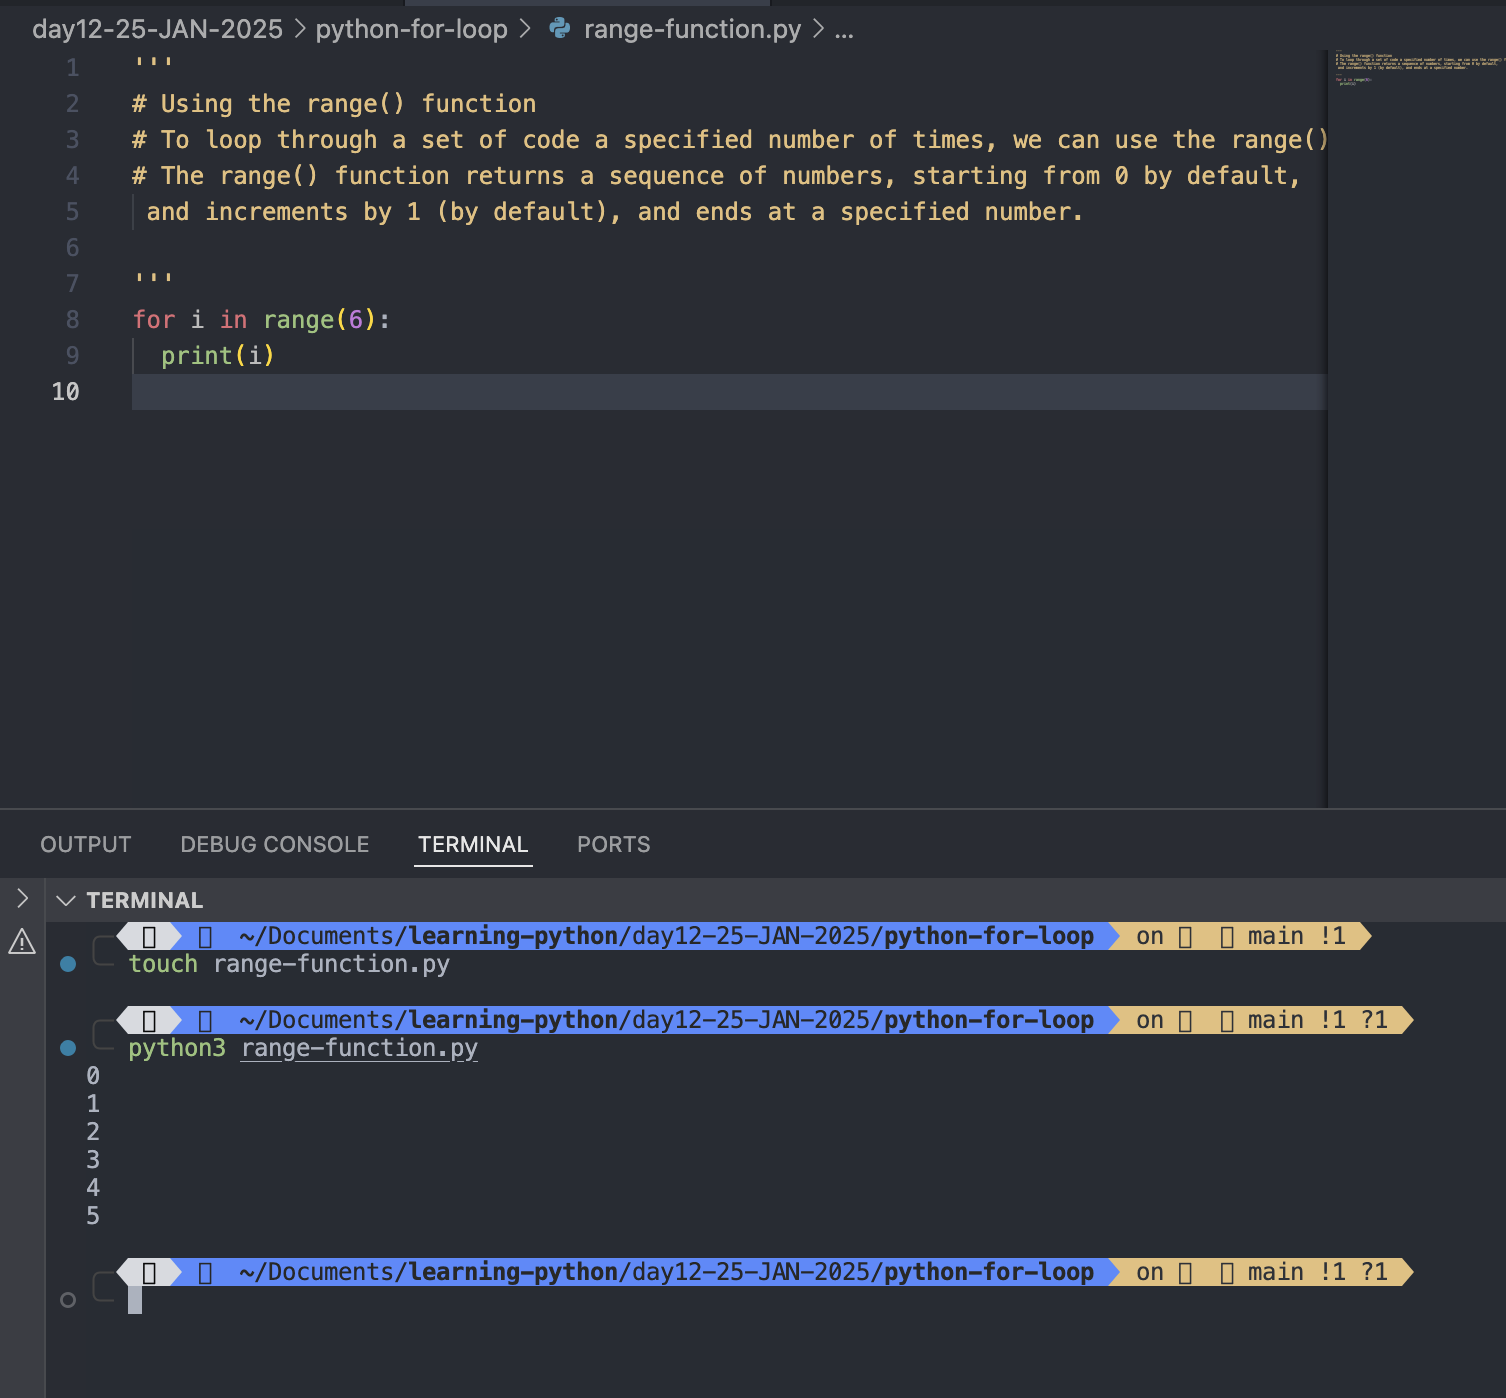 day12-25-JAN-2025 > python-for-loop > range-function.py > ...
1 '''
2 # Using the range() function
3 # To loop through a set of code a specified number of times, we can use the range()
4 # The range() function returns a sequence of numbers, starting from 0 by default,
5  and increments by 1 (by default), and ends at a specified number.
6
7 '''
8 for i in range(6):
9   print(i)
10
OUTPUT DEBUG CONSOLE TERMINAL PORTS
TERMINAL
~/Documents/learning-python/day12-25-JAN-2025/python-for-loop on main !1
touch range-function.py
~/Documents/learning-python/day12-25-JAN-2025/python-for-loop on main !1 ?1
python3 range-function.py
0
1
2
3
4
5
~/Documents/learning-python/day12-25-JAN-2025/python-for-loop on main !1 ?1